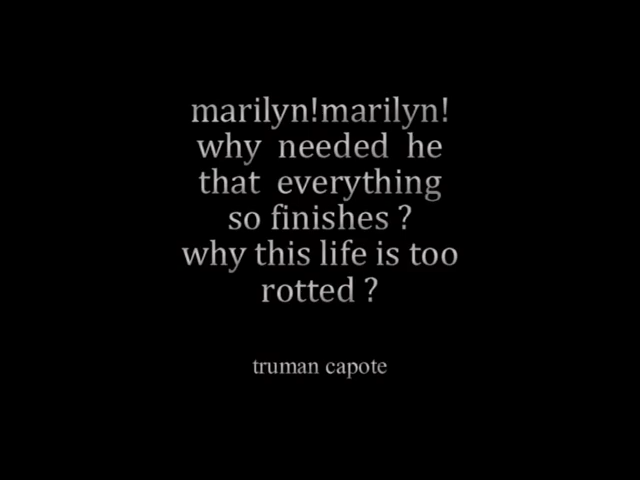 marilyn!marilyn!
why needed he
that everything
so finishes ?
why this life is too
rotted ?
truman capote